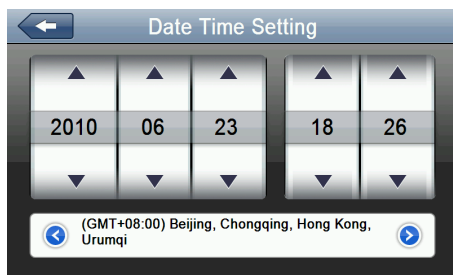 Date Time Setting
2010 06 23 18 26
(GMT+08:00) Beijing, Chongqing, Hong Kong,
Urumqi